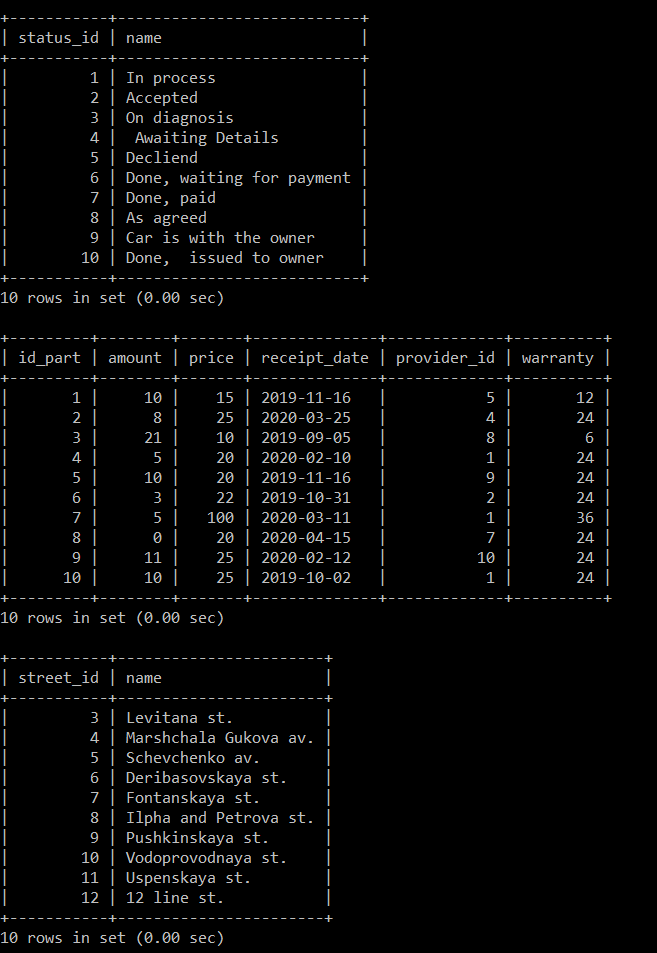 +-----------+---------------------------+
| status_id | name                      |
+-----------+---------------------------+
|         1 | In process                |
|         2 | Accepted                  |
|         3 | On diagnosis              |
|         4 |  Awaiting Details         |
|         5 | Decliend                  |
|         6 | Done, waiting for payment |
|         7 | Done, paid                |
|         8 | As agreed                 |
|         9 | Car is with the owner     |
|        10 | Done,  issued to owner    |
+-----------+---------------------------+
10 rows in set (0.00 sec)

+---------+--------+-------+--------------+-------------+----------+
| id_part | amount | price | receipt_date | provider_id | warranty |
+---------+--------+-------+--------------+-------------+----------+
|       1 |     10 |    15 | 2019-11-16   |           5 |       12 |
|       2 |      8 |    25 | 2020-03-25   |           4 |       24 |
|       3 |     21 |    10 | 2019-09-05   |           8 |        6 |
|       4 |      5 |    20 | 2020-02-10   |           1 |       24 |
|       5 |     10 |    20 | 2019-11-16   |           9 |       24 |
|       6 |      3 |    22 | 2019-10-31   |           2 |       24 |
|       7 |      5 |   100 | 2020-03-11   |           1 |       36 |
|       8 |      0 |    20 | 2020-04-15   |           7 |       24 |
|       9 |     11 |    25 | 2020-02-12   |          10 |       24 |
|      10 |     10 |    25 | 2019-10-02   |           1 |       24 |
+---------+--------+-------+--------------+-------------+----------+
10 rows in set (0.00 sec)

+-----------+-----------------------+
| street_id | name                  |
+-----------+-----------------------+
|         3 | Levitana st.          |
|         4 | Marshchala Gukova av. |
|         5 | Schevchenko av.       |
|         6 | Deribasovskaya st.    |
|         7 | Fontanskaya st.       |
|         8 | Ilpha and Petrova st. |
|         9 | Pushkinskaya st.      |
|        10 | Vodoprovodnaya st.    |
|        11 | Uspenskaya st.        |
|        12 | 12 line st.           |
+-----------+-----------------------+
10 rows in set (0.00 sec)